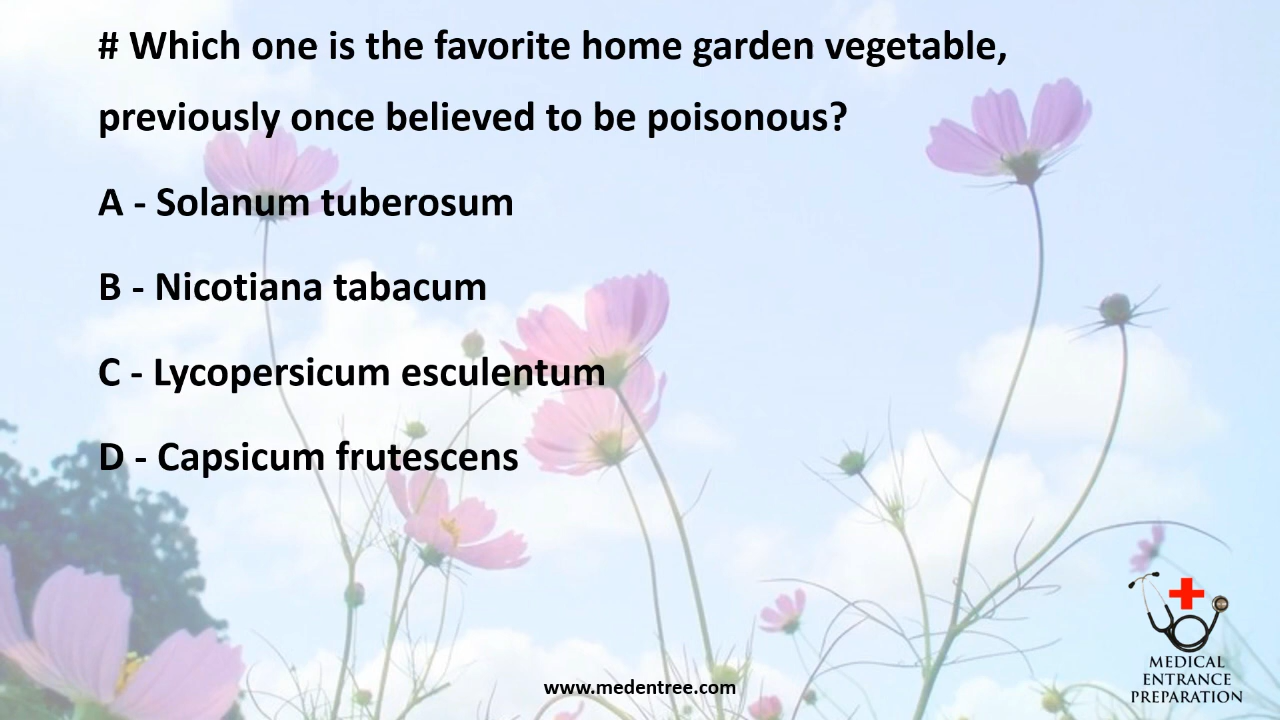 # Which one is the favorite home garden vegetable,
previously once believed to be poisonous?
A - Solanum tuberosum
B - Nicotiana tabacum
C - Lycopersicum esculentum
D - Capsicum frutescens
www.medentree.com
MEDICAL
ENTRANCE
PREPARATION